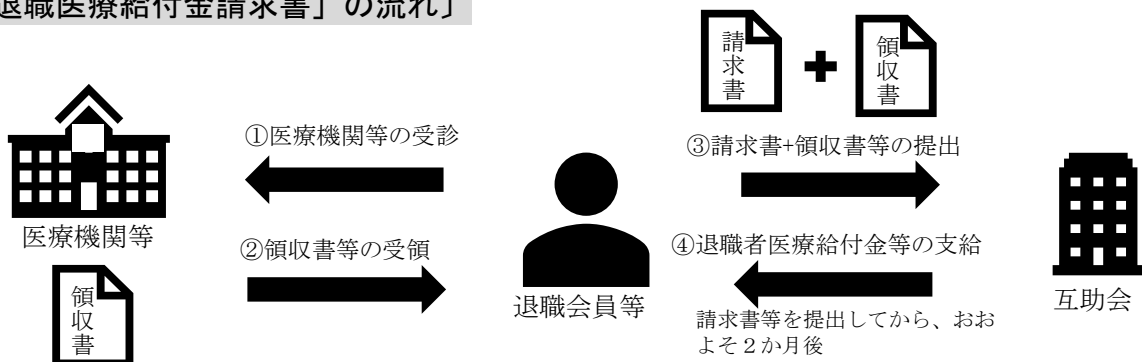 退職医療給付金請求書」の流れ〕
請求書
領収書
①医療機関等の受診
③請求書+領収書等の提出
医療機関等
②領収書等の受領
④退職者医療給付金等の支給
領収書
退職会員等
互助会
請求書等を提出してから、おお
よそ２か月後